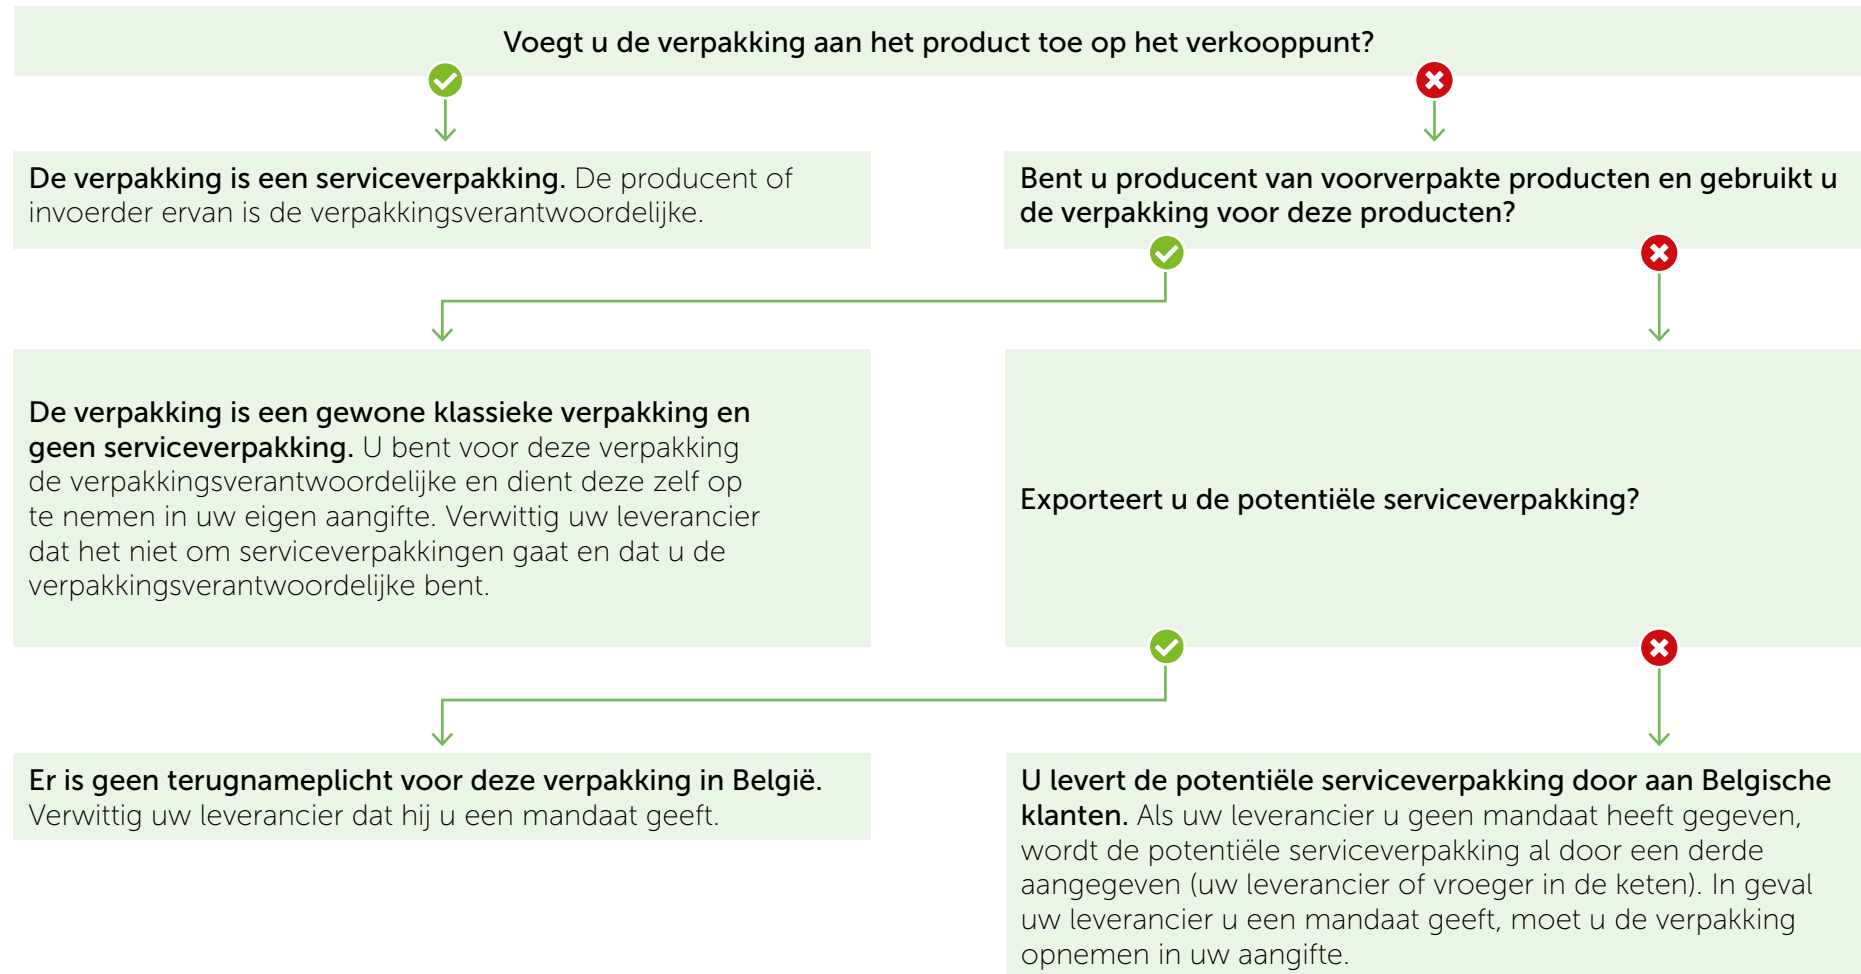 Voegt u de verpakking aan het product toe op het verkooppunt?
De verpakking is een serviceverpakking. De producent of
invoerder ervan is de verpakkingsverantwoordelijke.
Bent u producent van voorverpakte producten en gebruikt u
de verpakking voor deze producten?
De verpakking is een gewone klassieke verpakking en
geen serviceverpakking. U bent voor deze verpakking
de verpakkingsverantwoordelijke en dient deze zelf op
te nemen in uw eigen aangifte. Verwittig uw leverancier
dat het niet om serviceverpakkingen gaat en dat u de
verpakkingsverantwoordelijke bent.
Exporteert u de potentiële serviceverpakking?
Er is geen terugnameplicht voor deze verpakking in België.
Verwittig uw leverancier dat hij u een mandaat geeft.
U levert de potentiële serviceverpakking door aan Belgische
klanten. Als uw leverancier u geen mandaat heeft gegeven,
wordt de potentiële serviceverpakking al door een derde
aangegeven (uw leverancier of vroeger in de keten). In geval
uw leverancier u een mandaat geeft, moet u de verpakking
opnemen in uw aangifte.